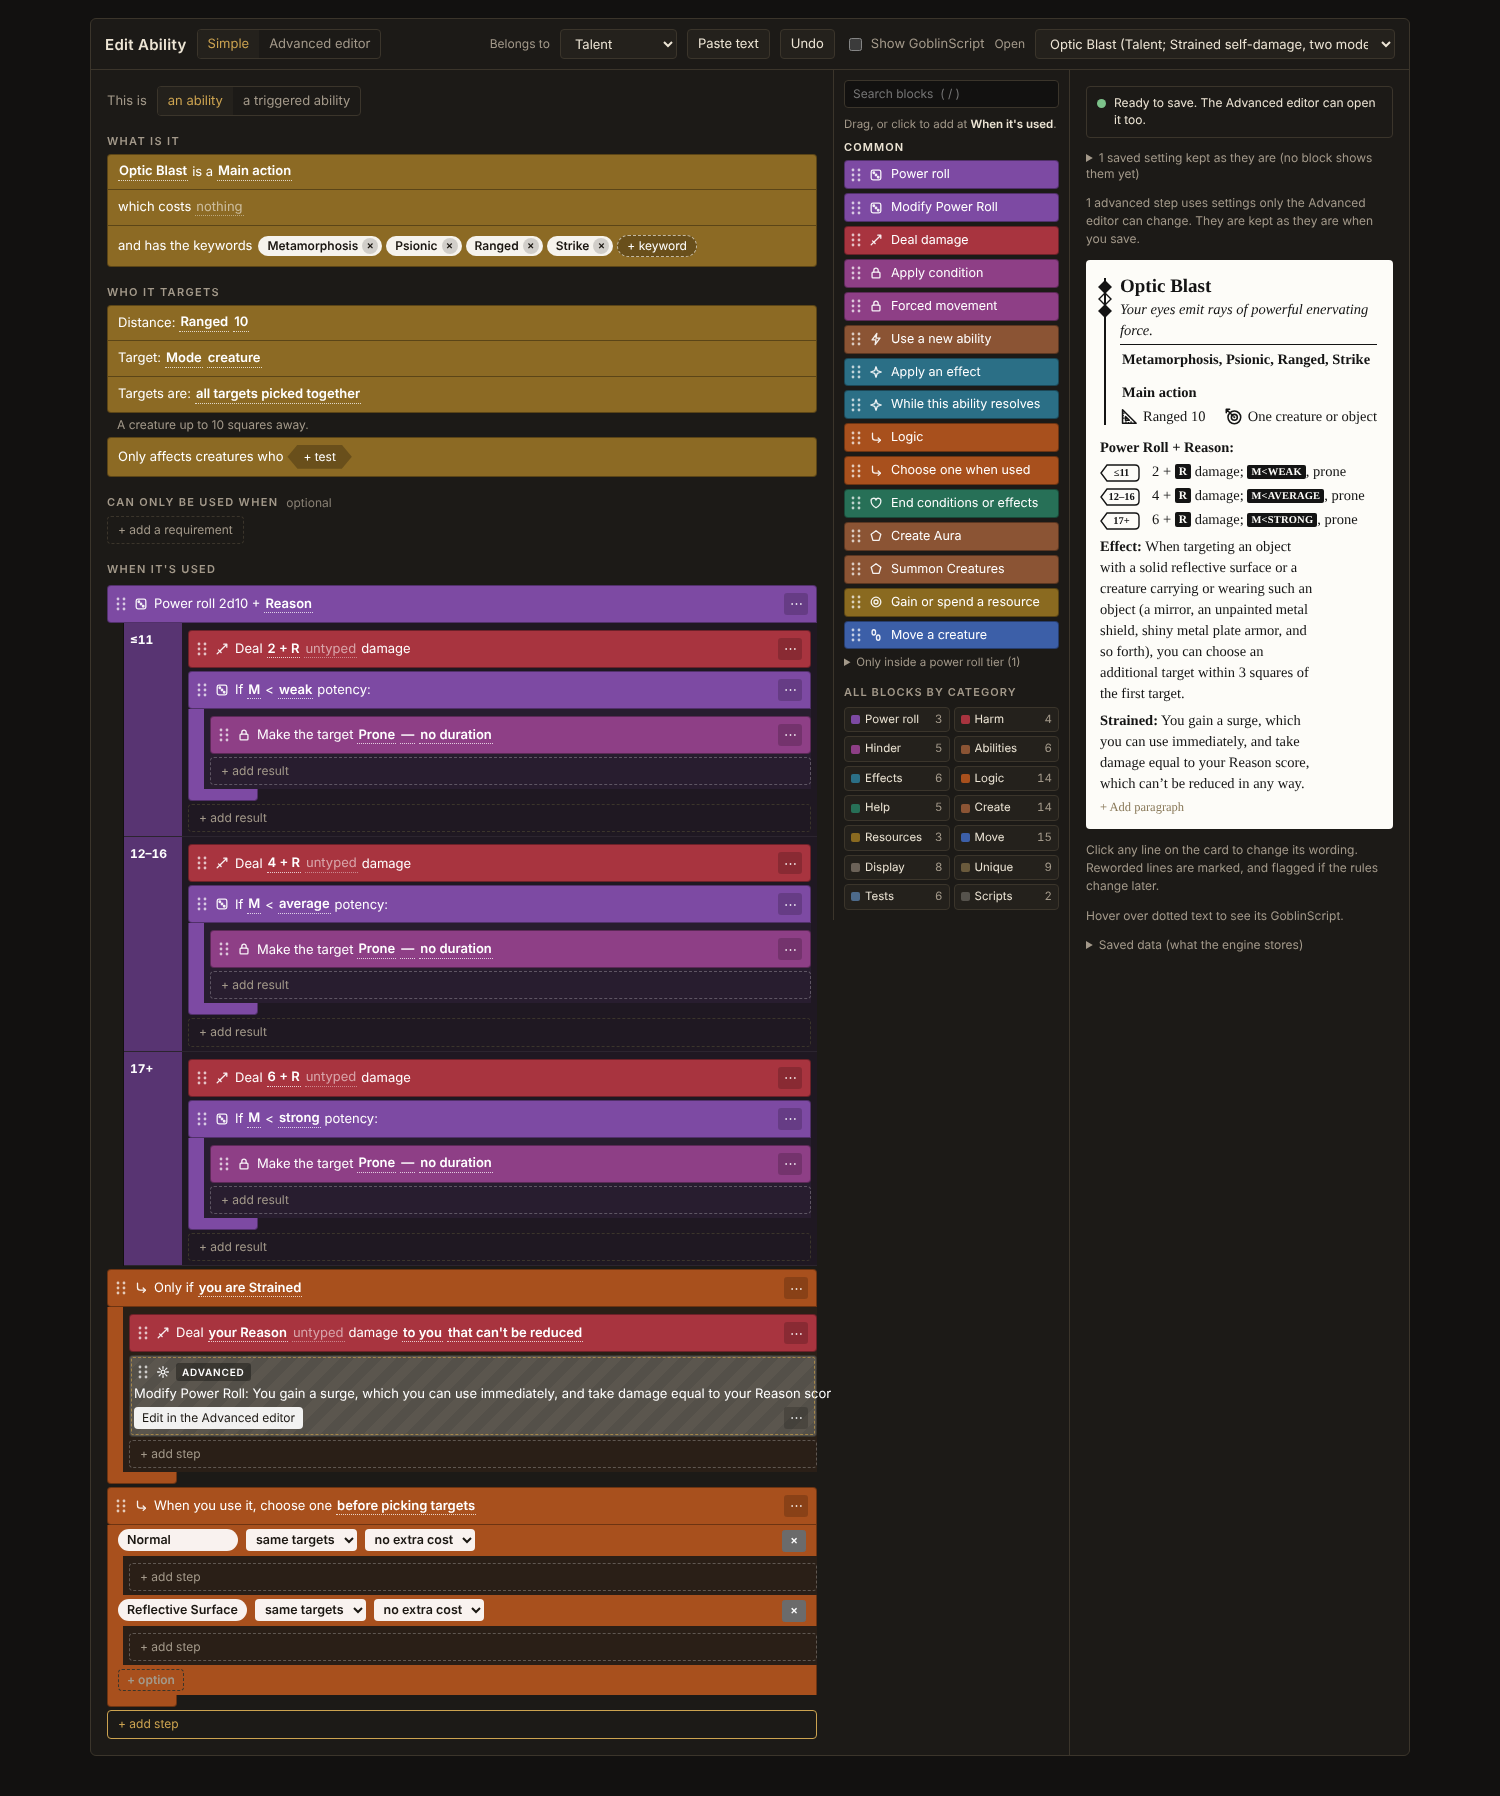 Edit Ability Simple Advanced editor Belongs to Talent Paste text Undo Show GoblinScript Open Optic Blast (Talent; Strained self-damage, two mode
This is an ability a triggered ability
WHAT IS IT
Optic Blast is a Main action
which costs nothing
and has the keywords Metamorphosis × Psionic × Ranged × Strike × + keyword
WHO IT TARGETS
Distance: Ranged 10
Target: Mode creature
Targets are: all targets picked together
A creature up to 10 squares away.
Only affects creatures who + test
CAN ONLY BE USED WHEN optional
+ add a requirement
WHEN IT'S USED
Power roll 2d10 + Reason ...
≤11
Deal 2 + R untyped damage ...
If M < weak potency: ...
Make the target Prone — no duration ...
+ add result
+ add result
12–16
Deal 4 + R untyped damage ...
If M < average potency: ...
Make the target Prone — no duration ...
+ add result
+ add result
17+
Deal 6 + R untyped damage ...
If M < strong potency: ...
Make the target Prone — no duration ...
+ add result
+ add result
Only if you are Strained ...
Deal your Reason untyped damage to you that can't be reduced ...
ADVANCED
Modify Power Roll: You gain a surge, which you can use immediately, and take damage equal to your Reason scor
Edit in the Advanced editor ...
+ add step
When you use it, choose one before picking targets ...
Normal same targets no extra cost ×
+ add step
Reflective Surface same targets no extra cost ×
+ add step
+ option
+ add step
Search blocks ( / )
Drag, or click to add at When it's used.
COMMON
Power roll
Modify Power Roll
Deal damage
Apply condition
Forced movement
Use a new ability
Apply an effect
While this ability resolves
Logic
Choose one when used
End conditions or effects
Create Aura
Summon Creatures
Gain or spend a resource
Move a creature
Only inside a power roll tier (1)
ALL BLOCKS BY CATEGORY
Power roll 3 Harm 4
Hinder 5 Abilities 6
Effects 6 Logic 14
Help 5 Create 14
Resources 3 Move 15
Display 8 Unique 9
Tests 6 Scripts 2
Ready to save. The Advanced editor can open
it too.
1 saved setting kept as they are (no block shows
them yet)
1 advanced step uses settings only the Advanced
editor can change. They are kept as they are when
you save.
Optic Blast
Your eyes emit rays of powerful enervating
force.
Metamorphosis, Psionic, Ranged, Strike
Main action
Ranged 10 One creature or object
Power Roll + Reason:
≤11 2 + R damage; M<WEAK, prone
12–16 4 + R damage; M<AVERAGE, prone
17+ 6 + R damage; M<STRONG, prone
Effect: When targeting an object
with a solid reflective surface or a
creature carrying or wearing such an
object (a mirror, an unpainted metal
shield, shiny metal plate armor, and
so forth), you can choose an
additional target within 3 squares of
the first target.
Strained: You gain a surge, which
you can use immediately, and take
damage equal to your Reason score,
which can’t be reduced in any way.
+ Add paragraph
Click any line on the card to change its wording.
Reworded lines are marked, and flagged if the rules
change later.
Hover over dotted text to see its GoblinScript.
Saved data (what the engine stores)